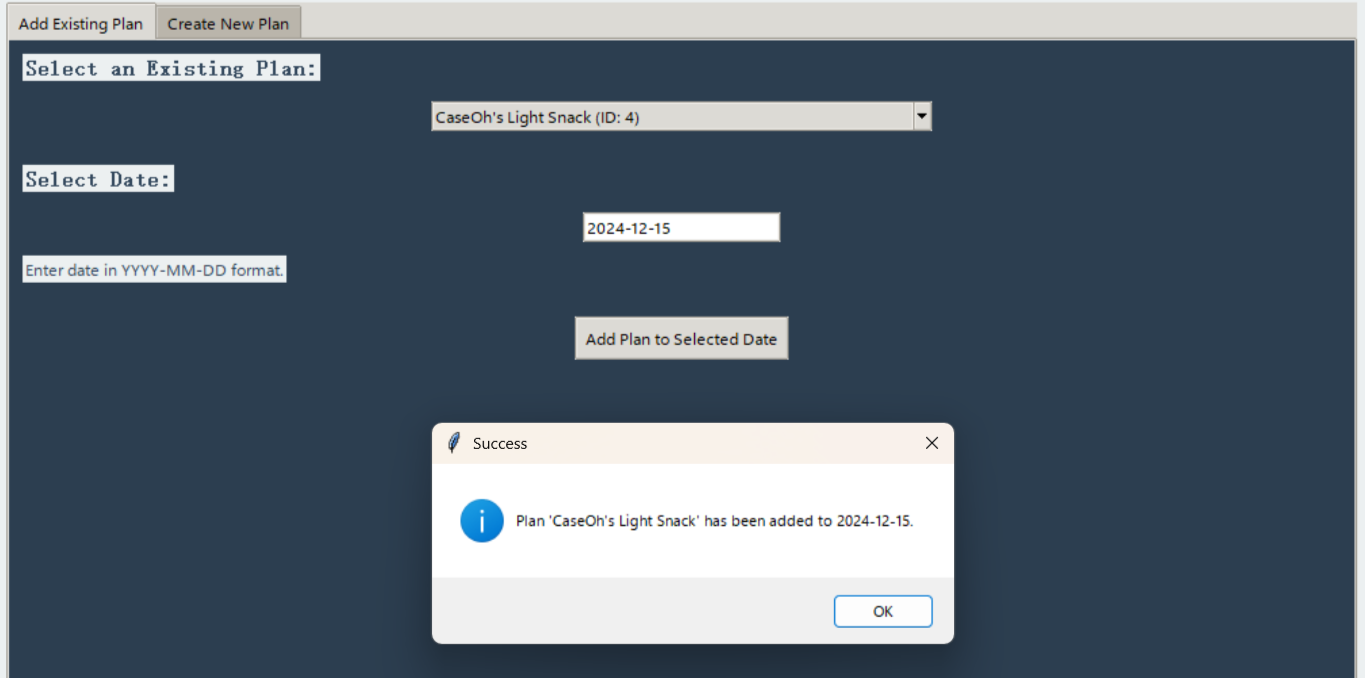 Add Existing Plan
Create New Plan
Select an Existing Plan:
CaseOh's Light Snack (ID: 4)
Select Date:
2024-12-15
Enter date in YYYY-MM-DD format.
Add Plan to Selected Date
Success
Plan 'CaseOh's Light Snack' has been added to 2024-12-15.
OK